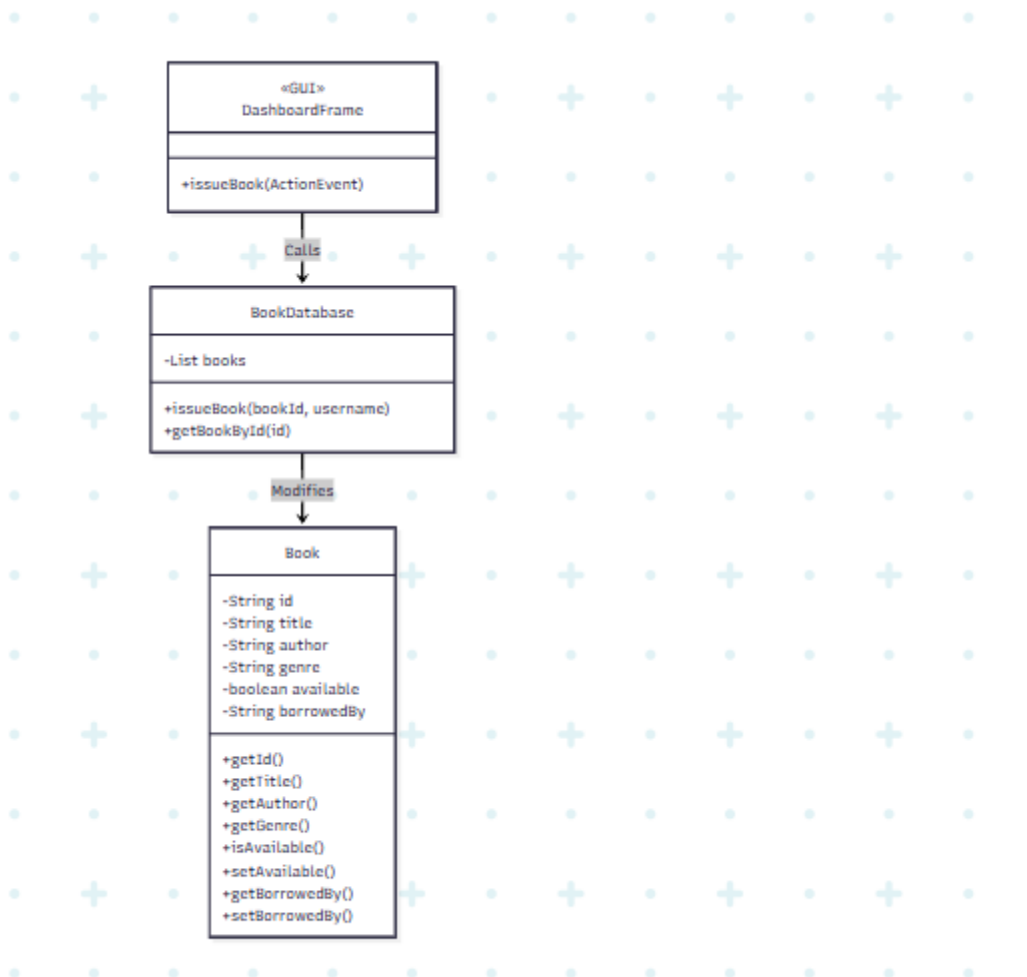 «GUI»
DashboardFrame
+issueBook(ActionEvent)
Calls
BookDatabase
-List books
+issueBook(bookId, username)
+getBookById(id)
Modifies
Book
-String id
-String title
-String author
-String genre
-boolean available
-String borrowedBy
+getId()
+getTitle()
+getAuthor()
+getGenre()
+isAvailable()
+setAvailable()
+getBorrowedBy()
+setBorrowedBy()